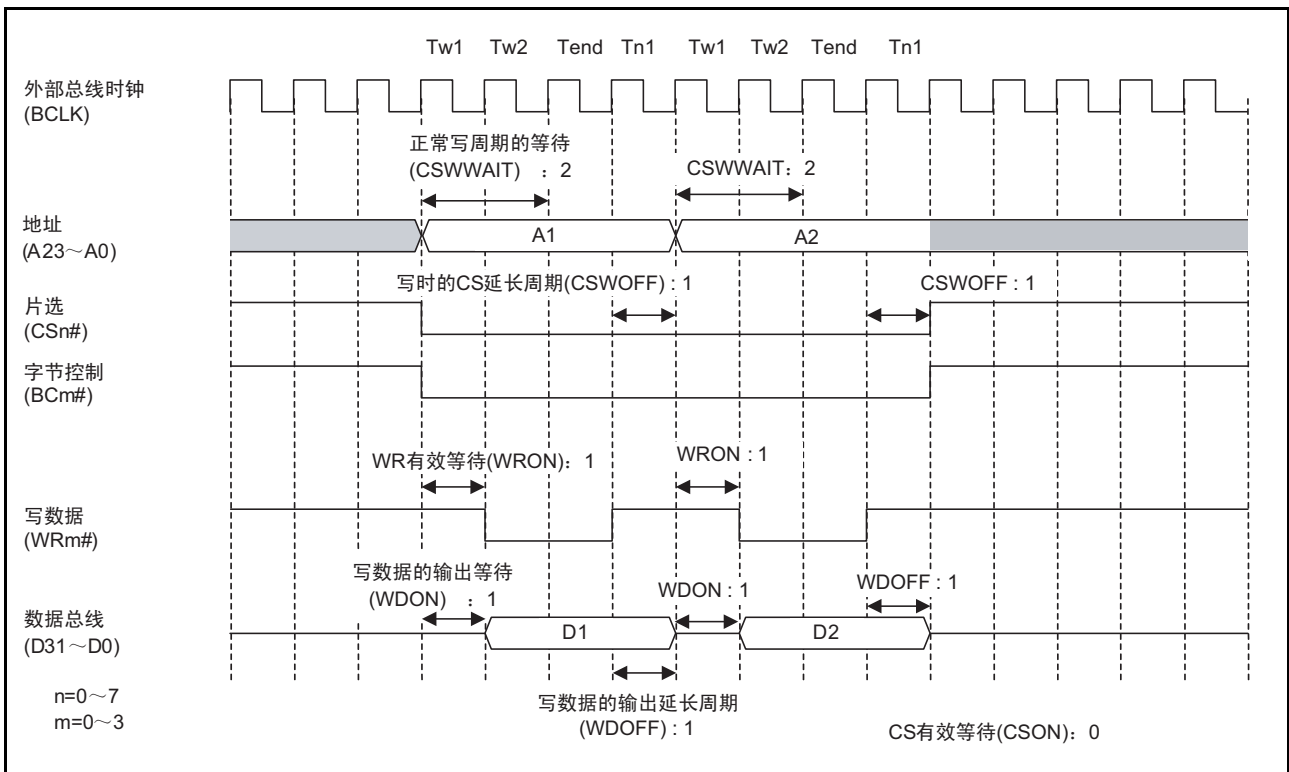 Tw1 Tw2 Tend Tn1 Tw1 Tw2 Tend Tn1
外部总线时钟
(BCLK)
正常写周期的等待
(CSWWAIT) ：2
CSWWAIT：2
地址
(A23～A0)
A1
A2
写时的CS延长周期(CSWOFF) : 1
CSWOFF : 1
片选
(CSn#)
字节控制
(BCm#)
WR有效等待(WRON)：1
WRON : 1
写数据
(WRm#)
写数据的输出等待
(WDON) ：1
WDON : 1
WDOFF : 1
数据总线
(D31～D0)
D1
D2
n=0～7
m=0～3
写数据的输出延长周期
(WDOFF) : 1
CS有效等待(CSON)：0